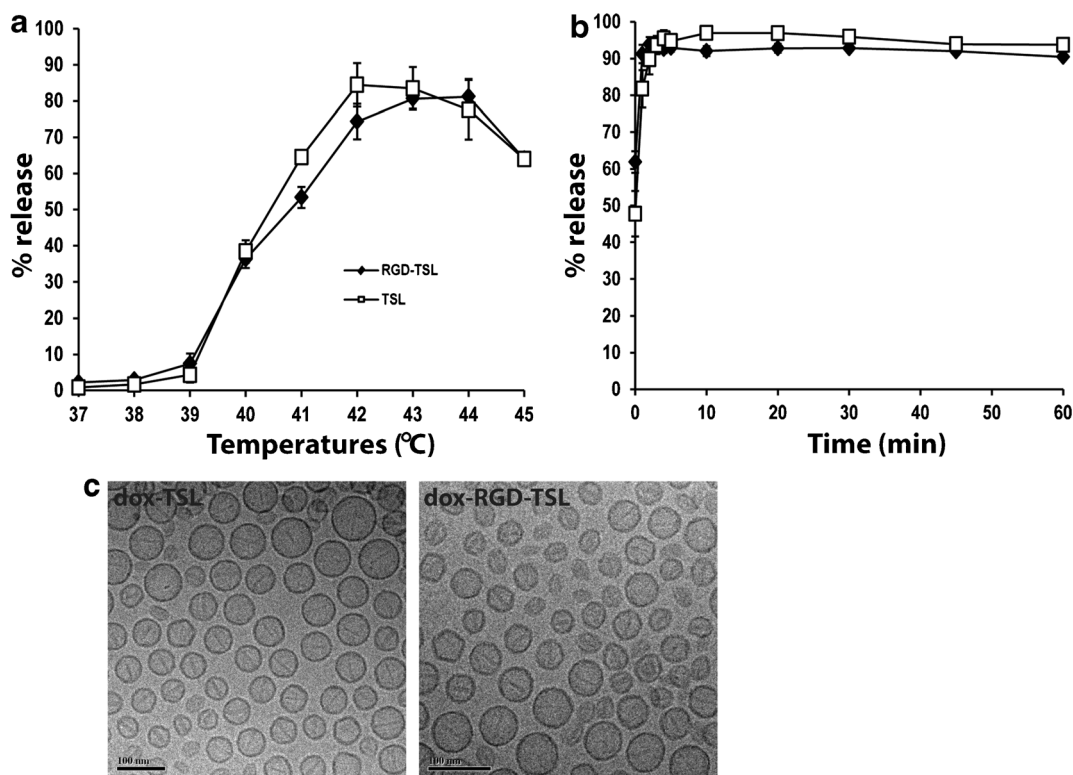 a
100
90
80
70
60
50
40
30
20
10
0
% release
37 38 39 40 41 42 43 44 45
Temperatures (°C)
RGD-TSL
TSL
b
100
90
80
70
60
50
40
30
20
10
0
% release
0 10 20 30 40 50 60
Time (min)
c
dox-TSL
100 nm
dox-RGD-TSL
100 nm